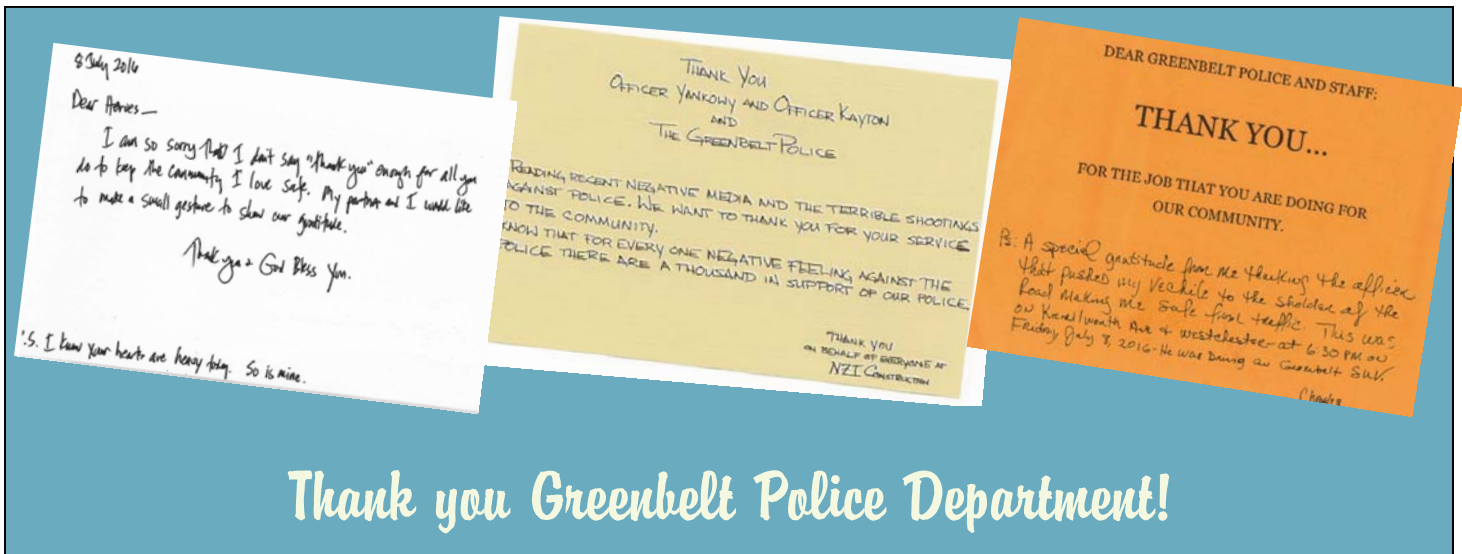 8 July 2016
Dear Heroes—
I am so sorry that I don't say "thank you" enough for all you
do to keep the community I love safe. My partner and I would like
to make a small gesture to show our gratitude.
Thank you + God Bless You.
.S. I know your hearts are heavy today. So is mine.
THANK YOU
OFFICER YANKOWY AND OFFICER KAYTON
AND
THE GREENBELT POLICE
READING RECENT NEGATIVE MEDIA AND THE TERRIBLE SHOOTINGS
AGAINST POLICE. WE WANT TO THANK YOU FOR YOUR SERVICE
TO THE COMMUNITY.
KNOW THAT FOR EVERY ONE NEGATIVE FEELING AGAINST THE
POLICE THERE ARE A THOUSAND IN SUPPORT OF OUR POLICE.
THANK YOU
ON BEHALF OF EVERYONE AT
NZI CONSTRUCTION
DEAR GREENBELT POLICE AND STAFF:
THANK YOU...
FOR THE JOB THAT YOU ARE DOING FOR
OUR COMMUNITY.
Ps: A special gratitude from me thanking the officer
that pushed my vechile to the sholder of the
Road making me safe from traffic. This was
on Kenellworth Ave & westchester at 6:30 PM on
Friday July 8, 2016- He was Driving an Greenbelt SUV.
Thank you Greenbelt Police Department!